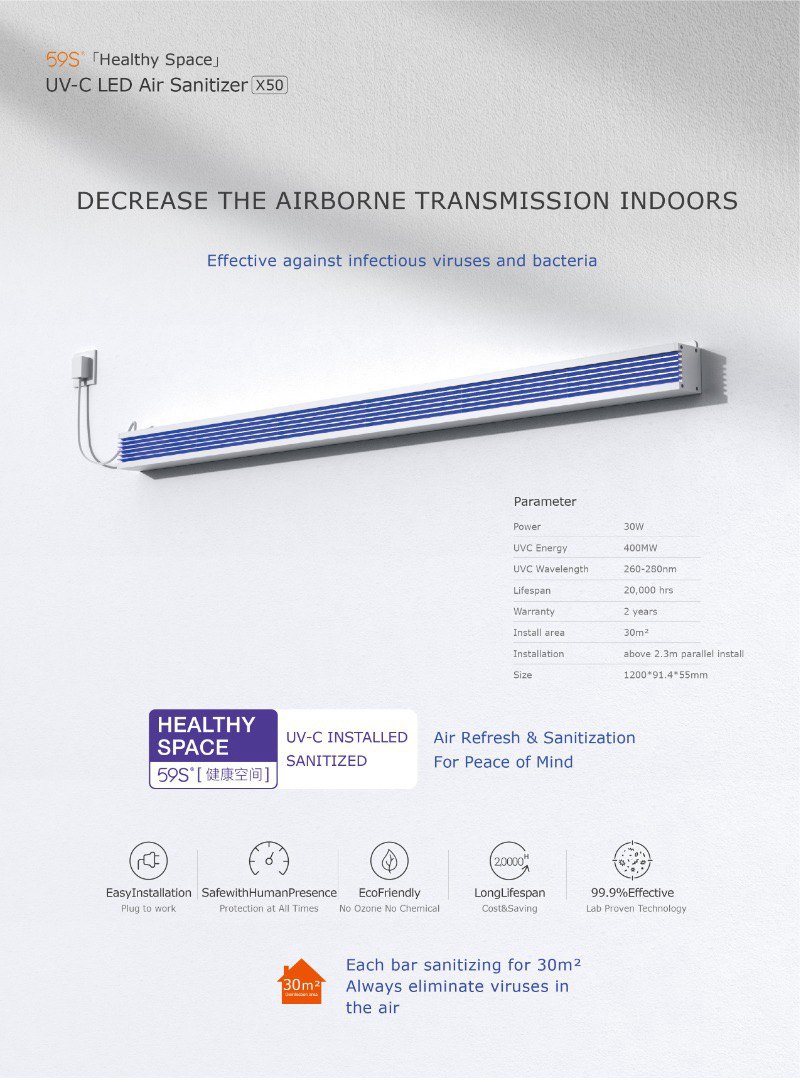 59S®「Healthy Space」
UV-C LED Air Sanitizer X50
DECREASE THE AIRBORNE TRANSMISSION INDOORS
Effective against infectious viruses and bacteria
Parameter
Power 30W
UVC Energy 400MW
UVC Wavelength 260-280nm
Lifespan 20,000 hrs
Warranty 2 years
Install area 30m²
Installation above 2.3m parallel install
Size 1200*91.4*55mm
HEALTHY
SPACE
59S®[健康空间]
UV-C INSTALLED
SANITIZED
Air Refresh & Sanitization
For Peace of Mind
2,0000H
EasyInstallation SafewithHumanPresence EcoFriendly LongLifespan 99.9%Effective
Plug to work Protection at All Times No Ozone No Chemical Cost&Saving Lab Proven Technology
30m²
Each bar sanitizing for 30m²
Always eliminate viruses in
the air